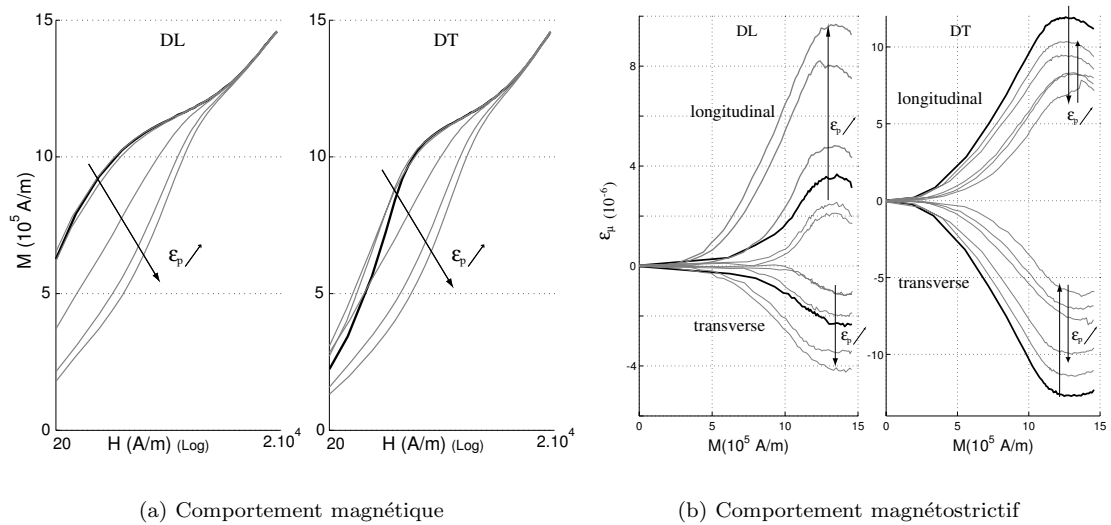 15
10
5
0
M (10⁵ A/m)
DL
εₚ
20
H (A/m) (Log)
2.10⁴
15
10
5
0
DT
εₚ
20
H (A/m) (Log)
2.10⁴
8
4
0
-4
εμ (10⁻⁶)
DL
longitudinal
εₚ
transverse
εₚ
0
5
10
15
M(10⁵ A/m)
10
5
0
-5
-10
DT
longitudinal
εₚ
transverse
εₚ
0
5
10
15
M(10⁵ A/m)
(a) Comportement magnétique
(b) Comportement magnétostrictif